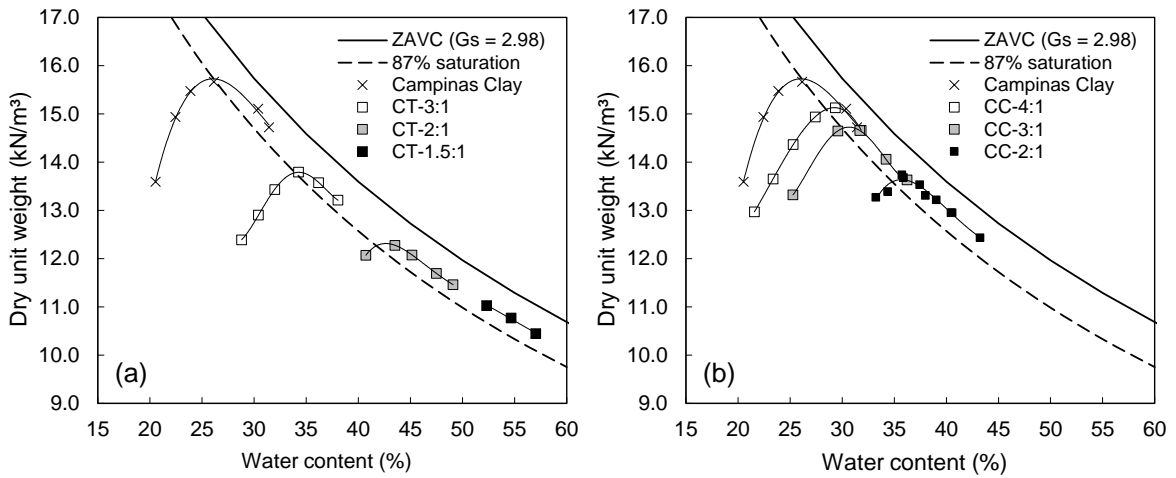 17.0
16.0
15.0
14.0
13.0
12.0
11.0
10.0
9.0
Dry unit weight (kN/m³)
ZAVC (Gs = 2.98)
87% saturation
Campinas Clay
CT-3:1
CT-2:1
CT-1.5:1
(a)
15 20 25 30 35 40 45 50 55 60
Water content (%)
17.0
16.0
15.0
14.0
13.0
12.0
11.0
10.0
9.0
Dry unit weight (kN/m³)
ZAVC (Gs = 2.98)
87% saturation
Campinas Clay
CC-4:1
CC-3:1
CC-2:1
(b)
15 20 25 30 35 40 45 50 55 60
Water content (%)